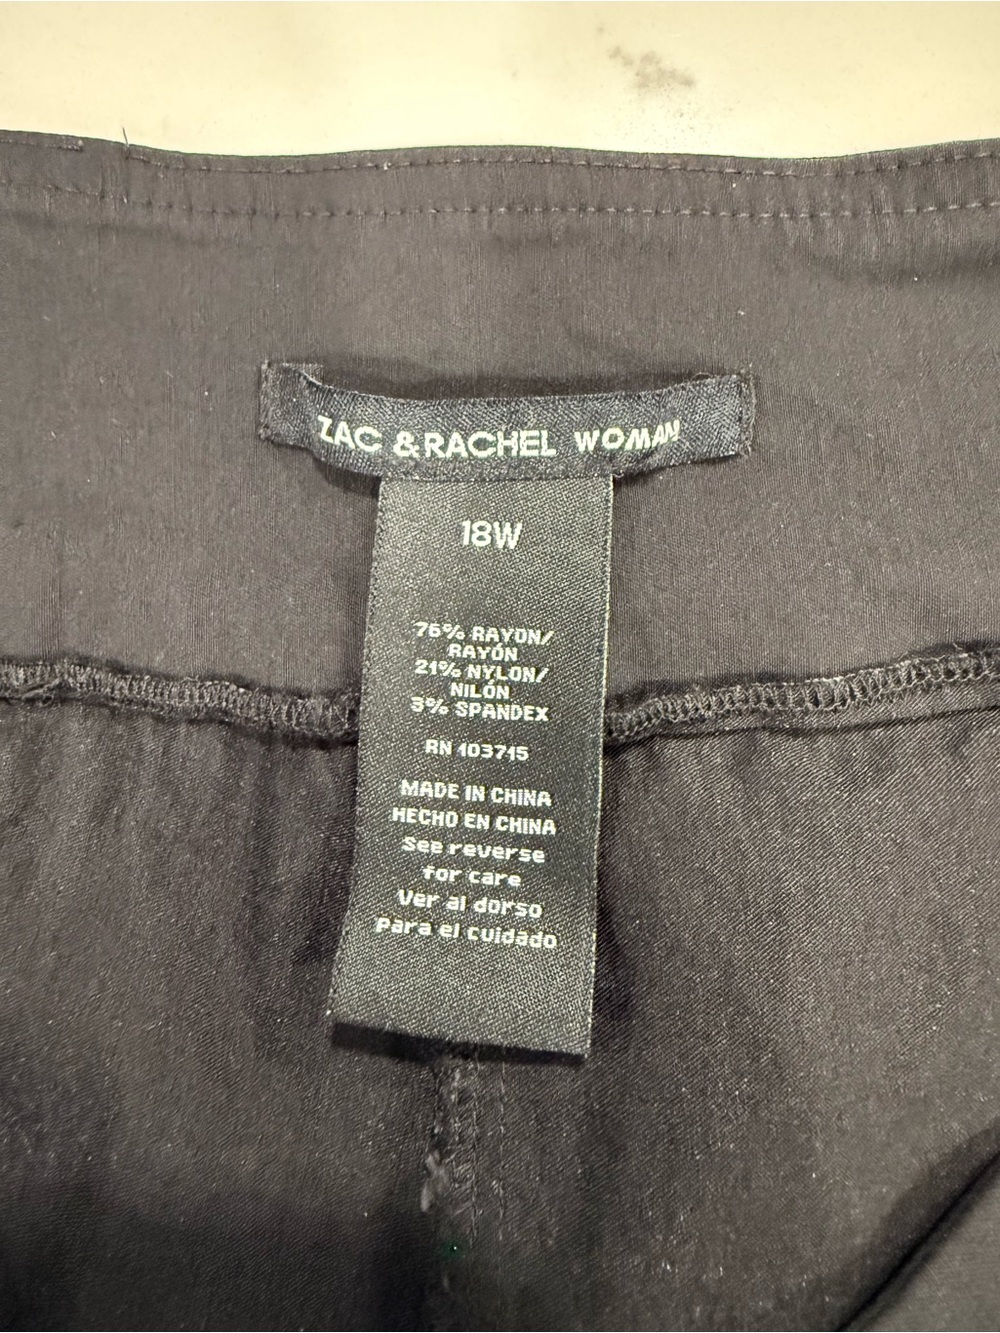 ZAC & RACHEL WOMAN
18W
76% RAYON/
RAYÓN
21% NYLON/
NILÓN
3% SPANDEX
RN 103715
MADE IN CHINA
HECHO EN CHINA
See reverse
for care
Ver al dorso
para el cuidado